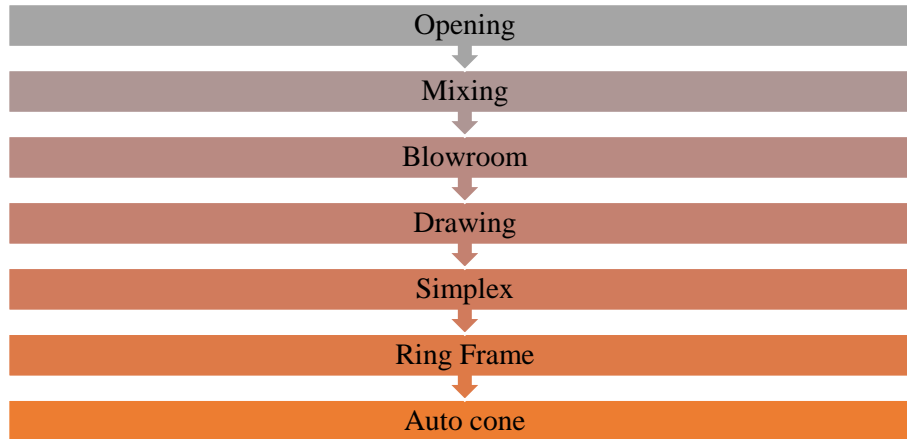 Opening
Mixing
Blowroom
Drawing
Simplex
Ring Frame
Auto cone